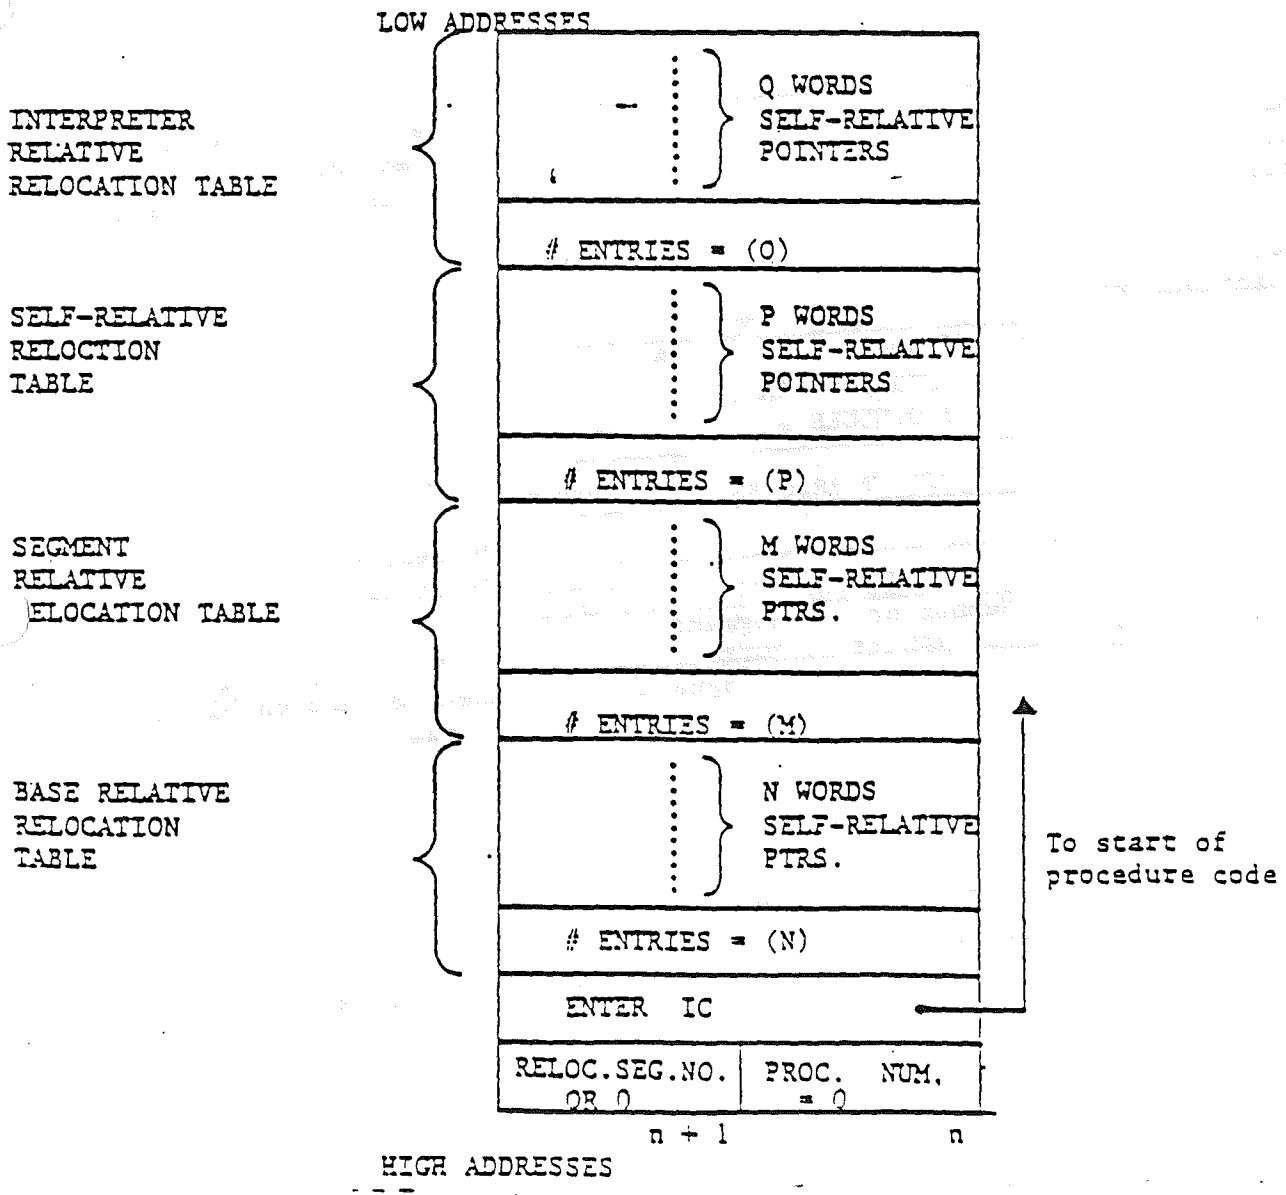 LOW ADDRESSES
INTERPRETER
RELATIVE
RELOCATION TABLE
Q WORDS
SELF-RELATIVE
POINTERS
# ENTRIES = (Q)
SELF-RELATIVE
RELOCTION
TABLE
P WORDS
SELF-RELATIVE
POINTERS
# ENTRIES = (P)
SEGMENT
RELATIVE
ELOCATION TABLE
M WORDS
SELF-RELATIVE
PTRS.
# ENTRIES = (M)
BASE RELATIVE
RELOCATION
TABLE
N WORDS
SELF-RELATIVE
PTRS.
# ENTRIES = (N)
To start of
procedure code
ENTER IC
RELOC.SEG.NO.
OR 0
PROC. NUM.
= 0
n + 1
n
HIGH ADDRESSES